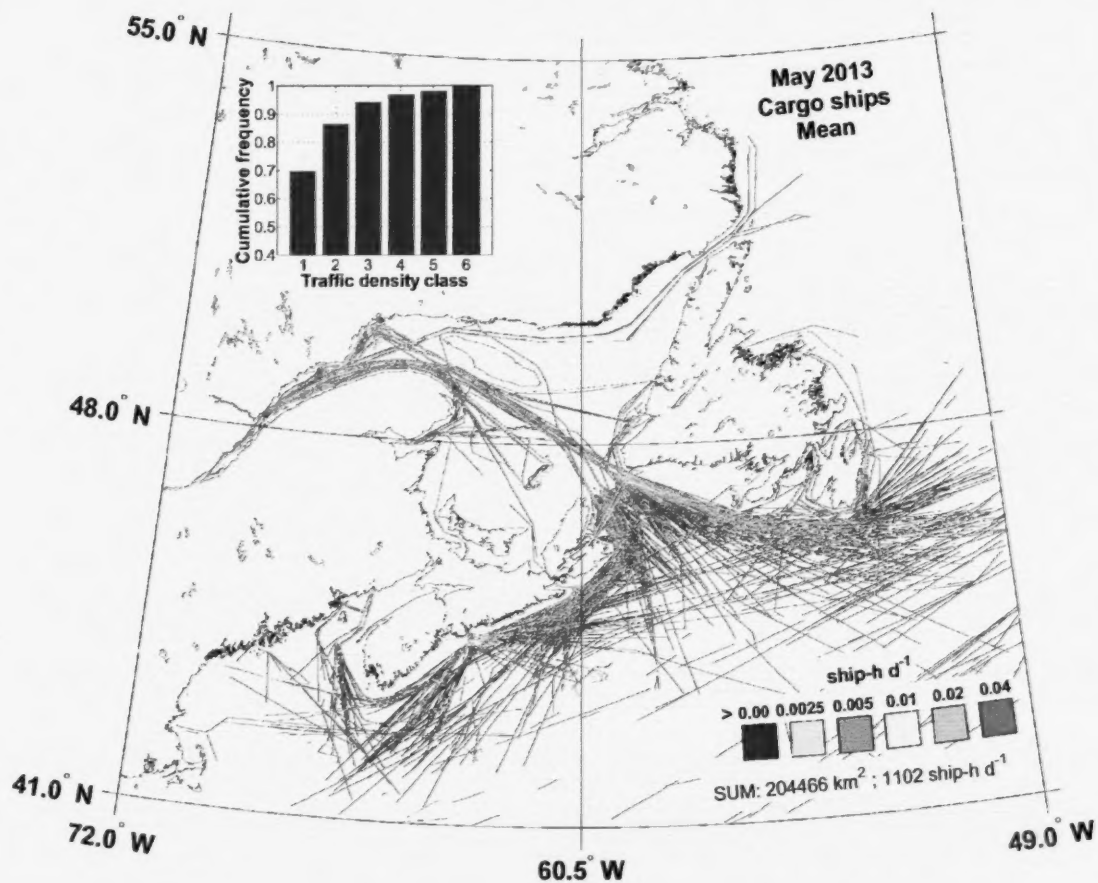 55.0° N
May 2013
Cargo ships
Mean
Cumulative frequency
1
0.9
0.8
0.7
0.6
0.5
0.4
1 2 3 4 5 6
Traffic density class
48.0° N
ship-h d⁻¹
> 0.00 0.0025 0.005 0.01 0.02 0.04
SUM: 204466 km² ; 1102 ship-h d⁻¹
41.0° N
72.0° W
60.5° W
49.0° W